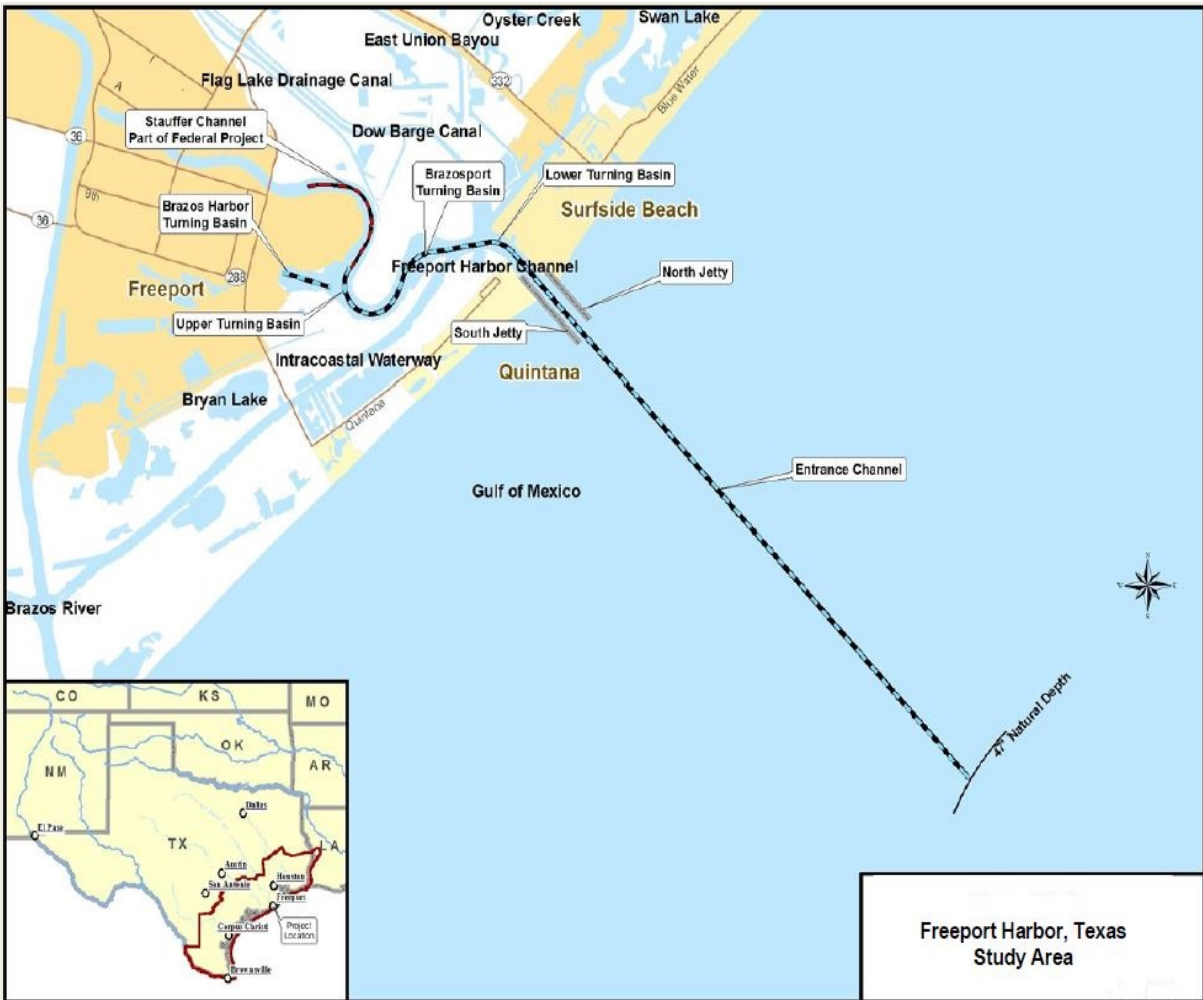 Oyster Creek
Swan Lake
East Union Bayou
Flag Lake Drainage Canal
332
Blue Water
Stauffer Channel
Part of Federal Project
Dow Barge Canal
36
Brazosport
Turning Basin
Lower Turning Basin
8th
Brazos Harbor
Turning Basin
Surfside Beach
36
288
Freeport Harbor Channel
North Jetty
Freeport
Upper Turning Basin
South Jetty
Intracoastal Waterway
Quintana
Bryan Lake
Quintana
Entrance Channel
Gulf of Mexico
N
E
S
Brazos River
47' Natural Depth
CO
KS
MO
OK
NM
AR
Dallas
El Paso
TX
LA
Austin
Houston
San Antonio
Freeport
Corpus Christi
Project
Location
Brownsville
Freeport Harbor, Texas
Study Area